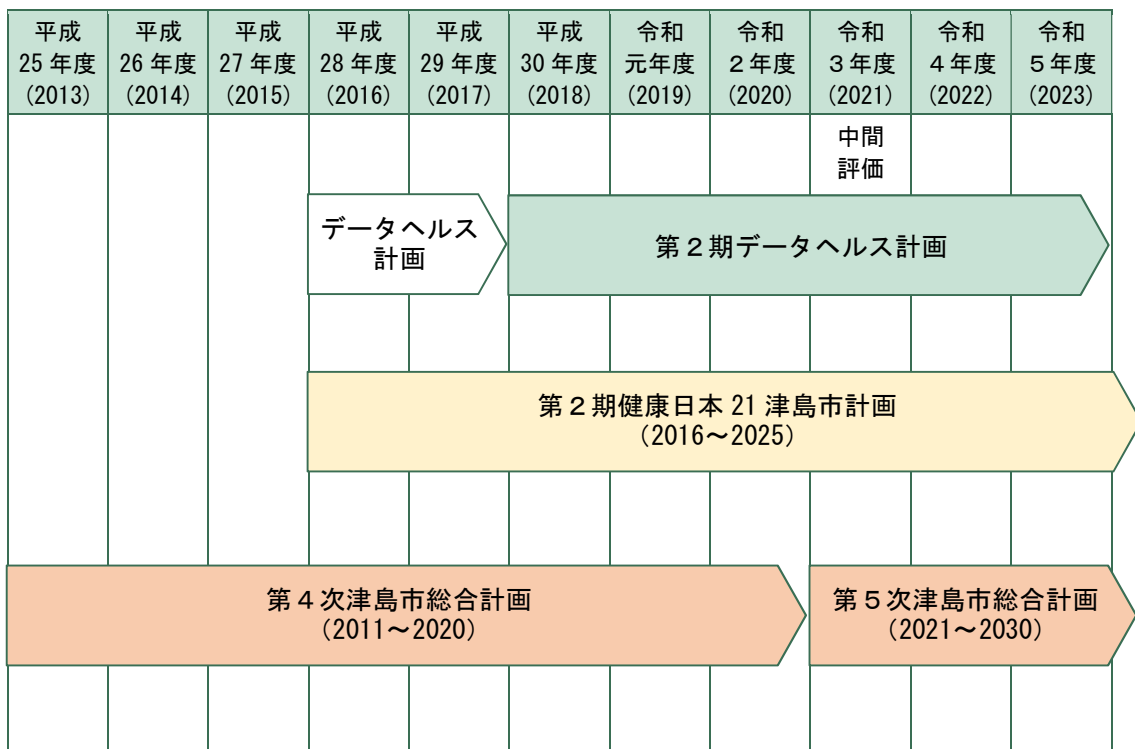 平成
25年度
(2013)
平成
26年度
(2014)
平成
27年度
(2015)
平成
28年度
(2016)
平成
29年度
(2017)
平成
30年度
(2018)
令和
元年度
(2019)
令和
２年度
(2020)
令和
３年度
(2021)
令和
４年度
(2022)
令和
５年度
(2023)
中間
評価
データヘルス
計画
第２期データヘルス計画
第２期健康日本21津島市計画
(2016～2025)
第４次津島市総合計画
(2011～2020)
第５次津島市総合計画
(2021～2030)